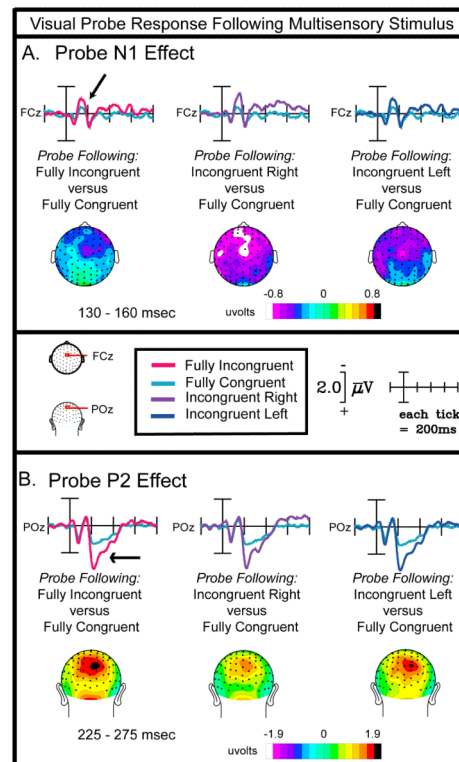 Visual Probe Response Following Multisensory Stimulus
A. Probe N1 Effect
FCz
Probe Following:
Fully Incongruent
versus
Fully Congruent
FCz
Probe Following:
Incongruent Right
versus
Fully Congruent
FCz
Probe Following:
Incongruent Left
versus
Fully Congruent
130 - 160 msec
uvolts
-0.8 0 0.8
FCz
POz
Fully Incongruent
Fully Congruent
Incongruent Right
Incongruent Left
-
2.0 μV
+
each tick
= 200ms
B. Probe P2 Effect
POz
Probe Following:
Fully Incongruent
versus
Fully Congruent
POz
Probe Following:
Incongruent Right
versus
Fully Congruent
POz
Probe Following:
Incongruent Left
versus
Fully Congruent
225 - 275 msec
uvolts
-1.9 0 1.9